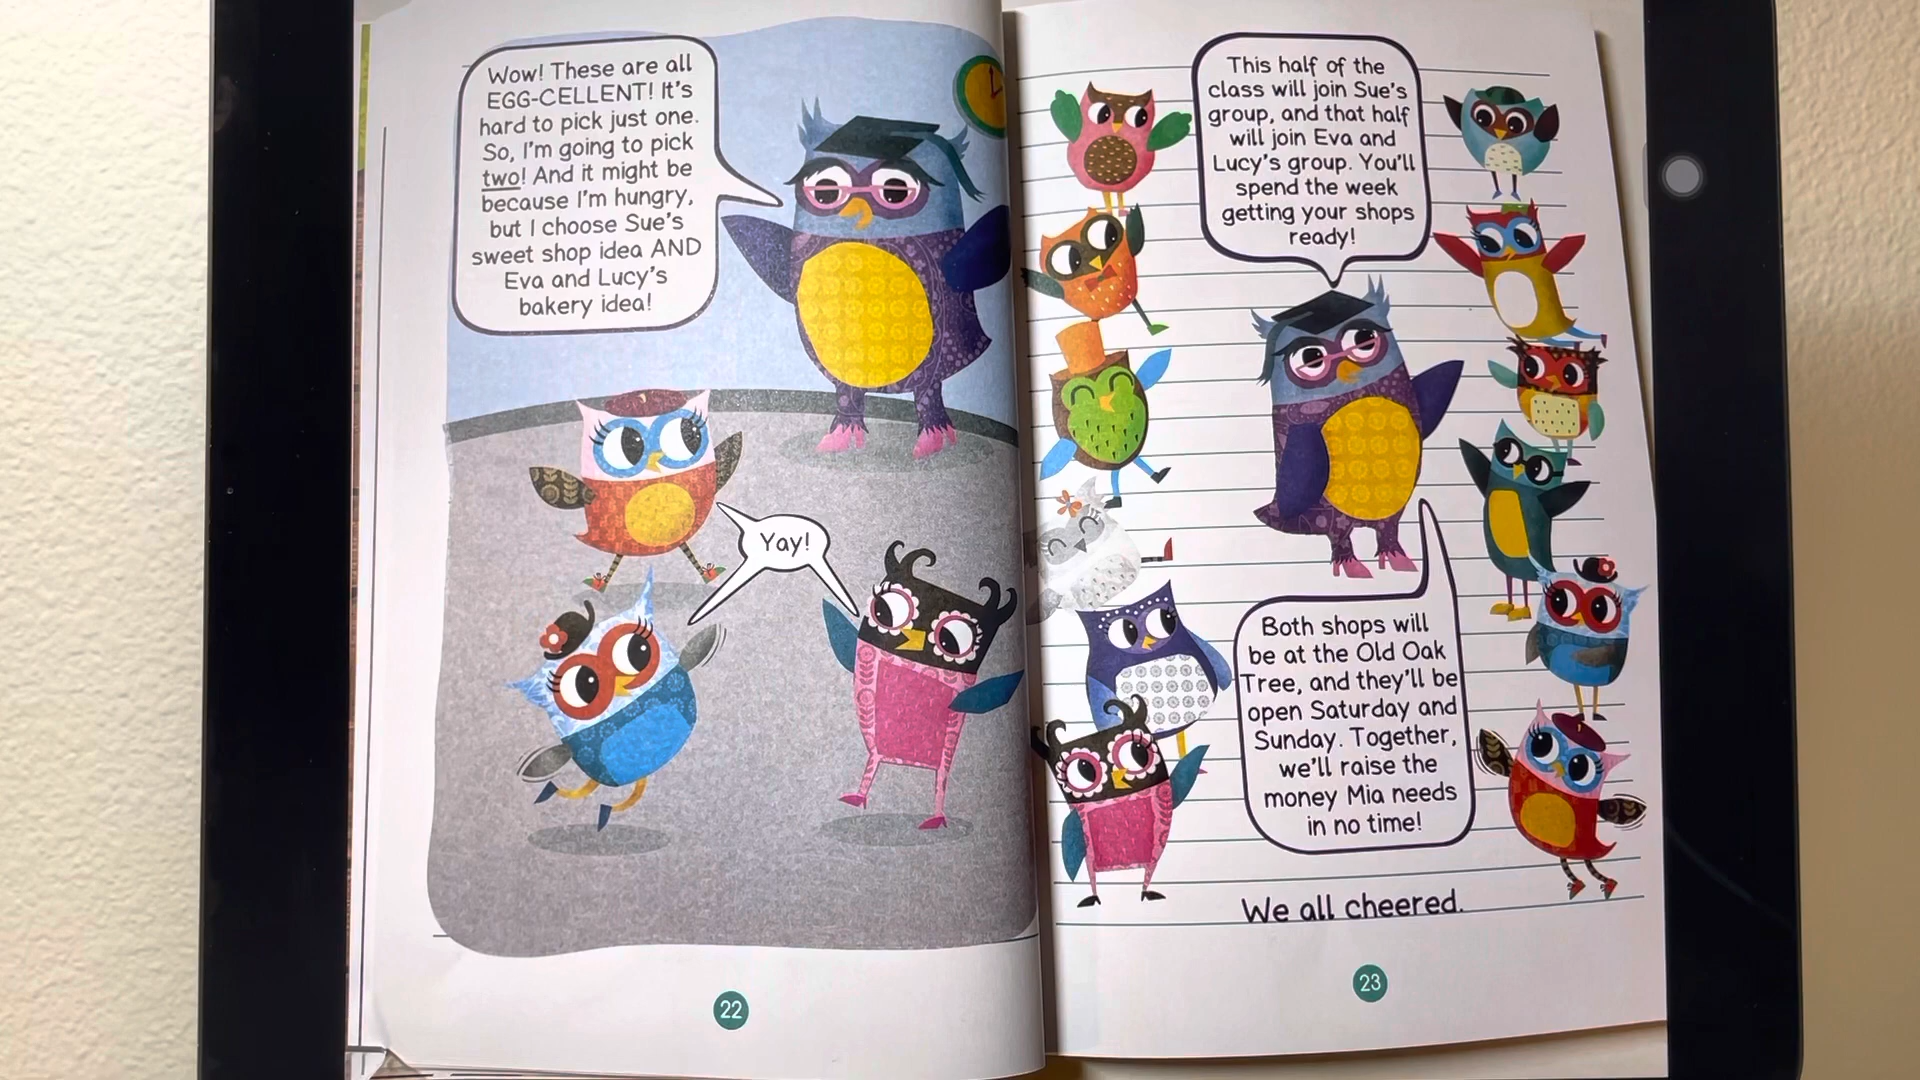 Wow! These are all
EGG-CELLENT! It's
hard to pick just one.
So, I'm going to pick
two! And it might be
because I'm hungry,
but I choose Sue's
sweet shop idea AND
Eva and Lucy's
bakery idea!
Yay!
22
This half of the
class will join Sue's
group, and that half
will join Eva and
Lucy's group. You'll
spend the week
getting your shops
ready!
Both shops will
be at the Old Oak
Tree, and they'll be
open Saturday and
Sunday. Together,
we'll raise the
money Mia needs
in no time!
We all cheered.
23